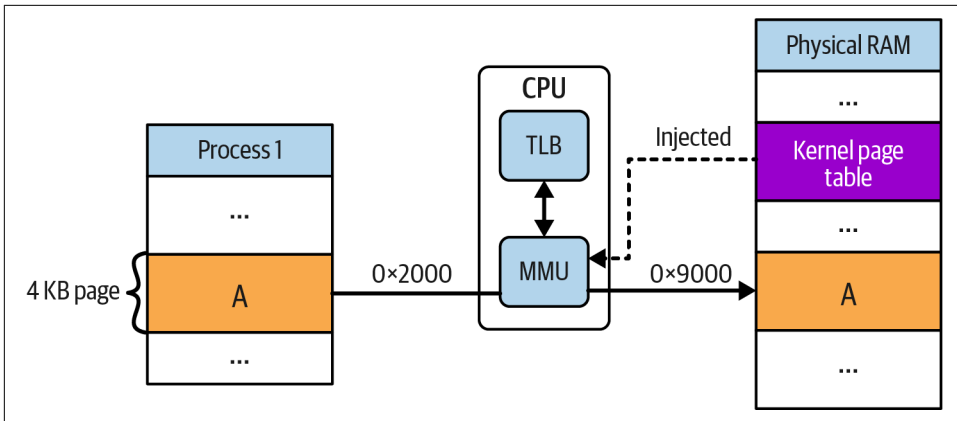 Process 1
...
4 KB page
A
...
0×2000
CPU
TLB
MMU
Injected
0×9000
Physical RAM
...
Kernel page
table
...
A
...